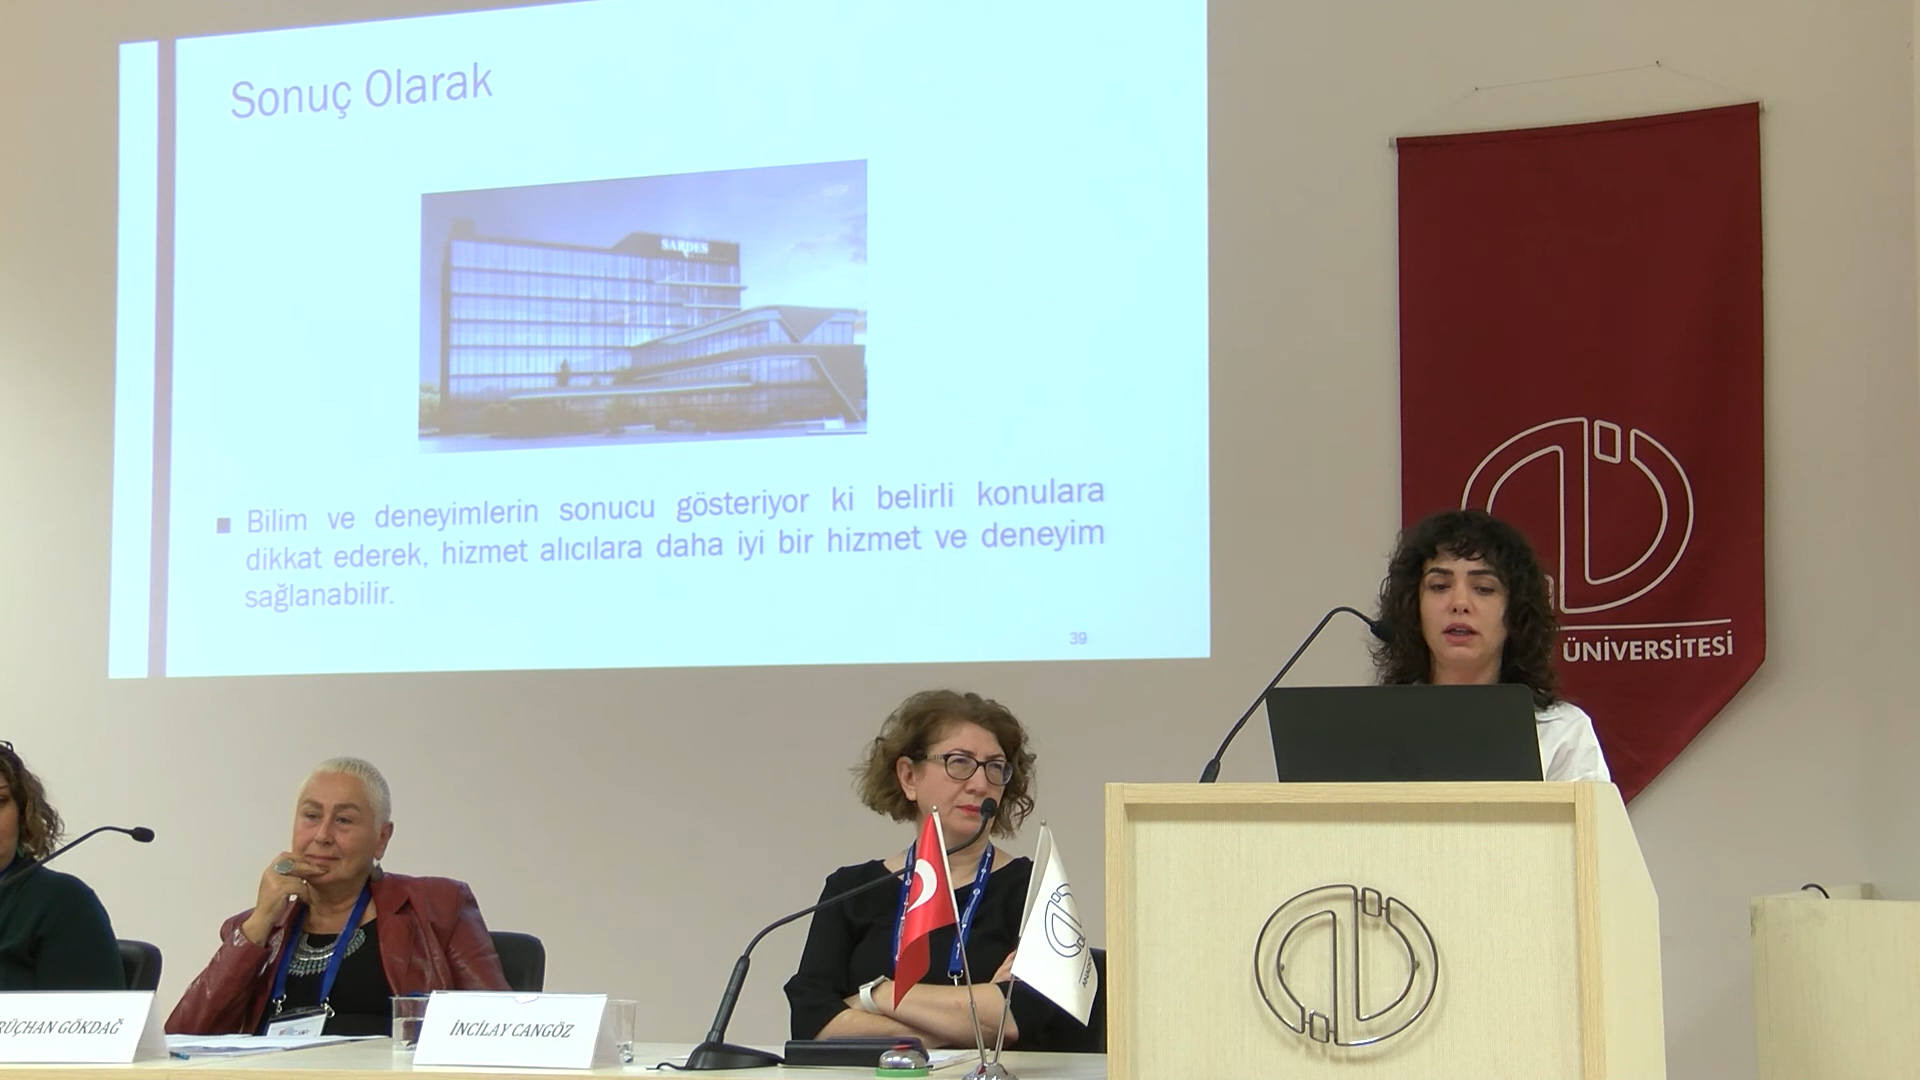 Sonuç Olarak
SARDES
Bilim ve deneyimlerin sonucu gösteriyor ki belirli konulara
dikkat ederek, hizmet alıcılara daha iyi bir hizmet ve deneyim
sağlanabilir.
39
ÜNİVERSİTESİ
RÜÇHAN GÖKDAĞ
İNCİLAY CANGÖZ